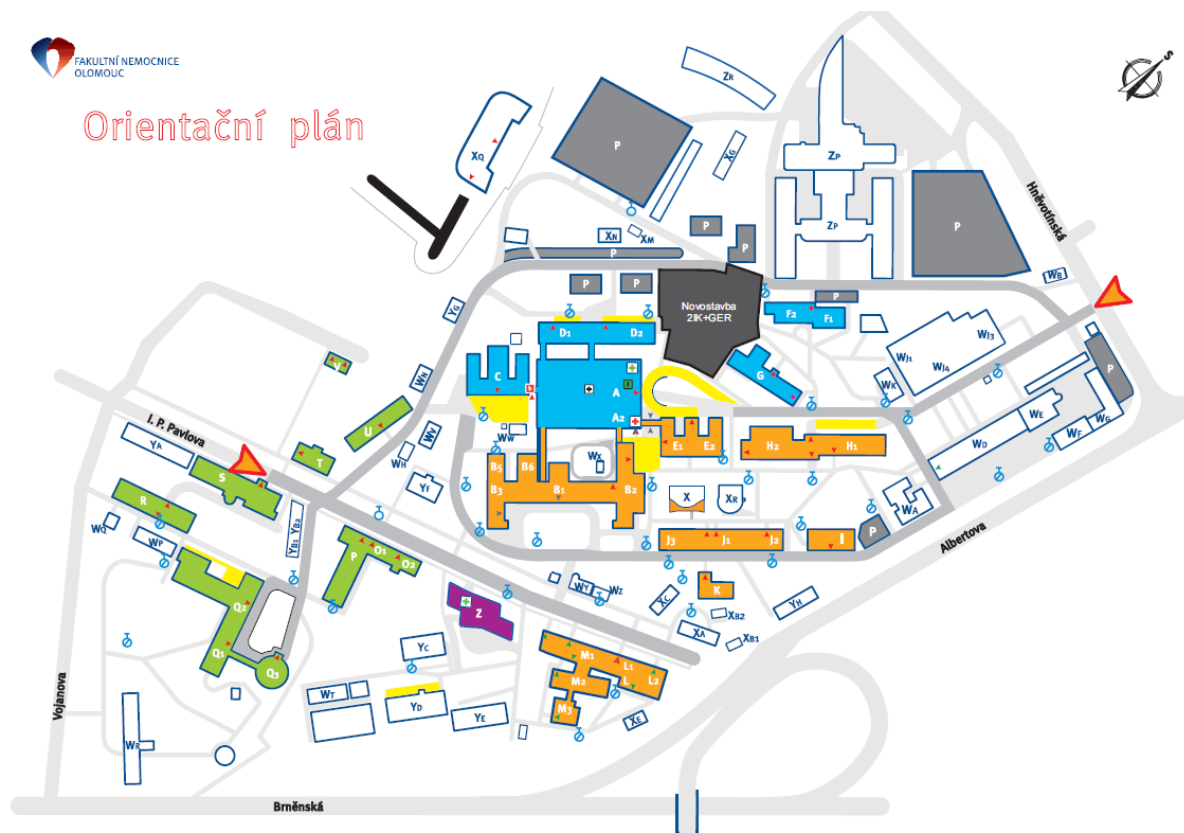 FAKULTNÍ NEMOCNICE
OLOMOUC
Orientační plán
S
XQ
ZR
P
XG
ZP
ZP
P
Hněvotínská
P
P
XN
XM
P
WB
P
P
P
Novostavba
2IK+GER
YG
F2
F1
D1
D2
WJ1
WJ3
WJ4
P
Y
C
A
G
WK
WN
A2
WE
WG
WF
WD
I. P. Pavlova
YA
U
WV
WW
E1
E2
H2
H1
T
WH
B5
B6
WX
S
YF
B3
B1
B2
X
XR
WA
R
WQ
YB2
YB1
WP
P
O1
O2
J3
J1
J2
I
P
Albertova
Q2
WY
WZ
XC
K
YH
Z
XB2
XA
XB1
Q1
Q3
YC
M1
L1
L
L2
M2
M3
Vojanova
WT
YD
YE
XE
WR
Brněnská